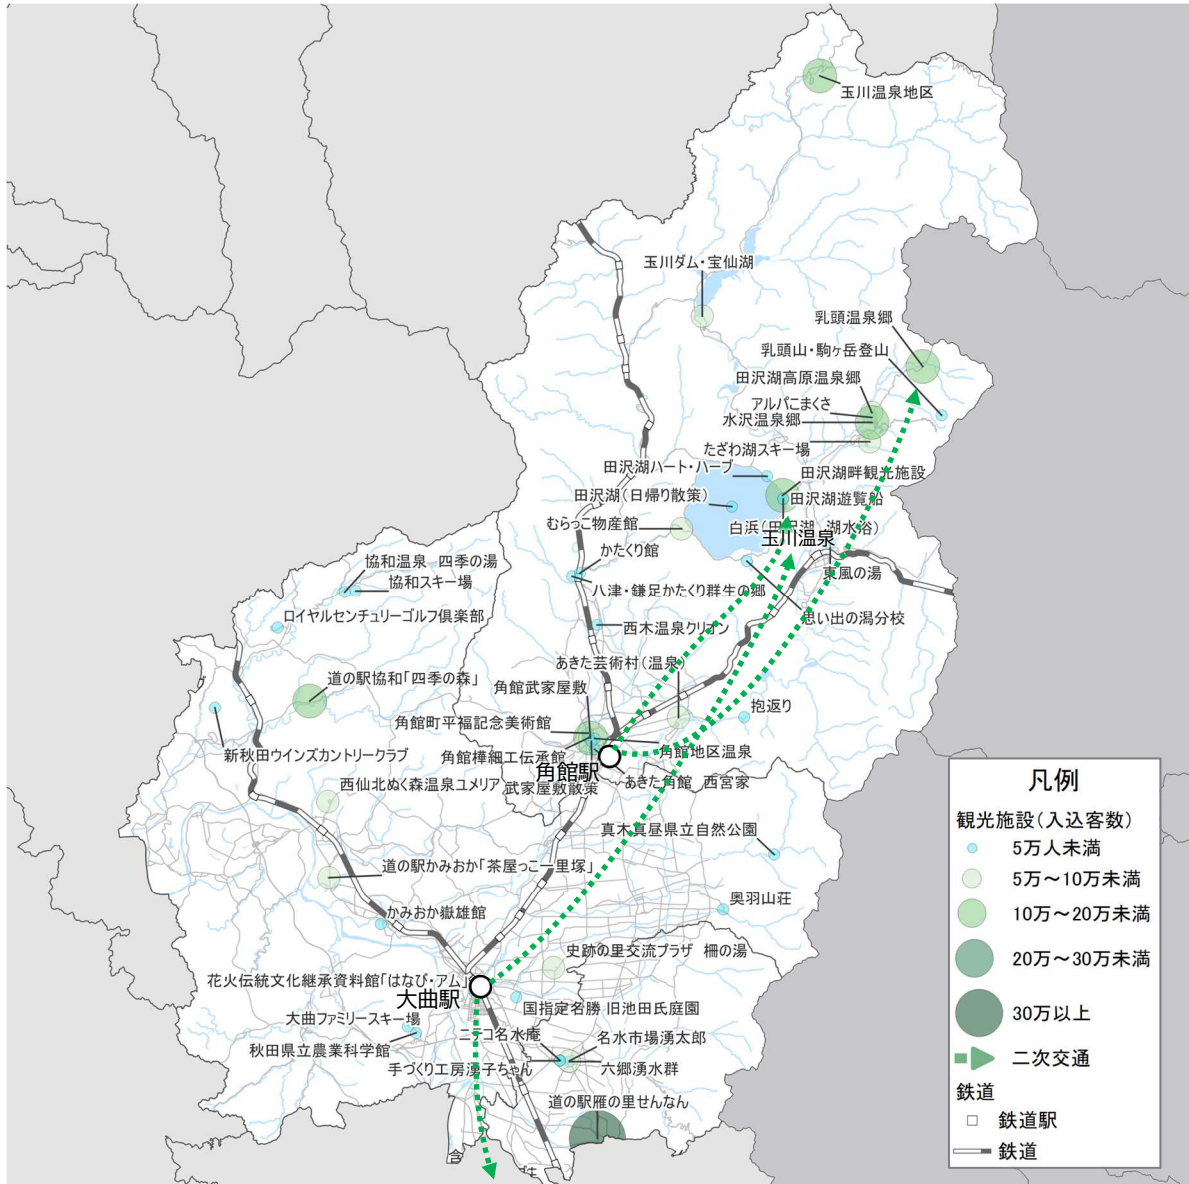 玉川温泉地区
玉川ダム・宝仙湖
乳頭温泉郷
乳頭山・駒ヶ岳登山
田沢湖高原温泉郷
アルパこまくさ
水沢温泉郷
たざわ湖スキー場
田沢湖ハート・ハーブ
田沢湖畔観光施設
田沢湖(日帰り散策)
田沢湖遊覧船
むらっこ物産館
白浜(田沢湖 湖水浴)
玉川温泉
かたくり館
東風の湯
協和温泉 四季の湯
協和スキー場
八津・鎌足かたくり群生の郷
ロイヤルセンチュリーゴルフ倶楽部
思い出の潟分校
西木温泉クリオン
あきた芸術村(温泉)
道の駅協和「四季の森」
角館武家屋敷
抱返り
角館町平福記念美術館
新秋田ウインズカントリークラブ
角館樺細工伝承館
角館地区温泉
角館駅
西仙北ぬく森温泉ユメリア
武家屋敷散策
あきた角館 西宮家
真木真昼県立自然公園
道の駅かみおか「茶屋っこ一里塚」
奥羽山荘
かみおか嶽雄館
史跡の里交流プラザ 柵の湯
花火伝統文化継承資料館「はなび・アム」
大曲駅
国指定名勝 旧池田氏庭園
大曲ファミリースキー場
ニテコ名水庵
名水市場湧太郎
秋田県立農業科学館
手づくり工房湧子ちゃん
六郷湧水群
道の駅雁の里せんなん
凡例
観光施設(入込客数)
5万人未満
5万~10万未満
10万~20万未満
20万~30万未満
30万以上
二次交通
鉄道
鉄道駅
鉄道